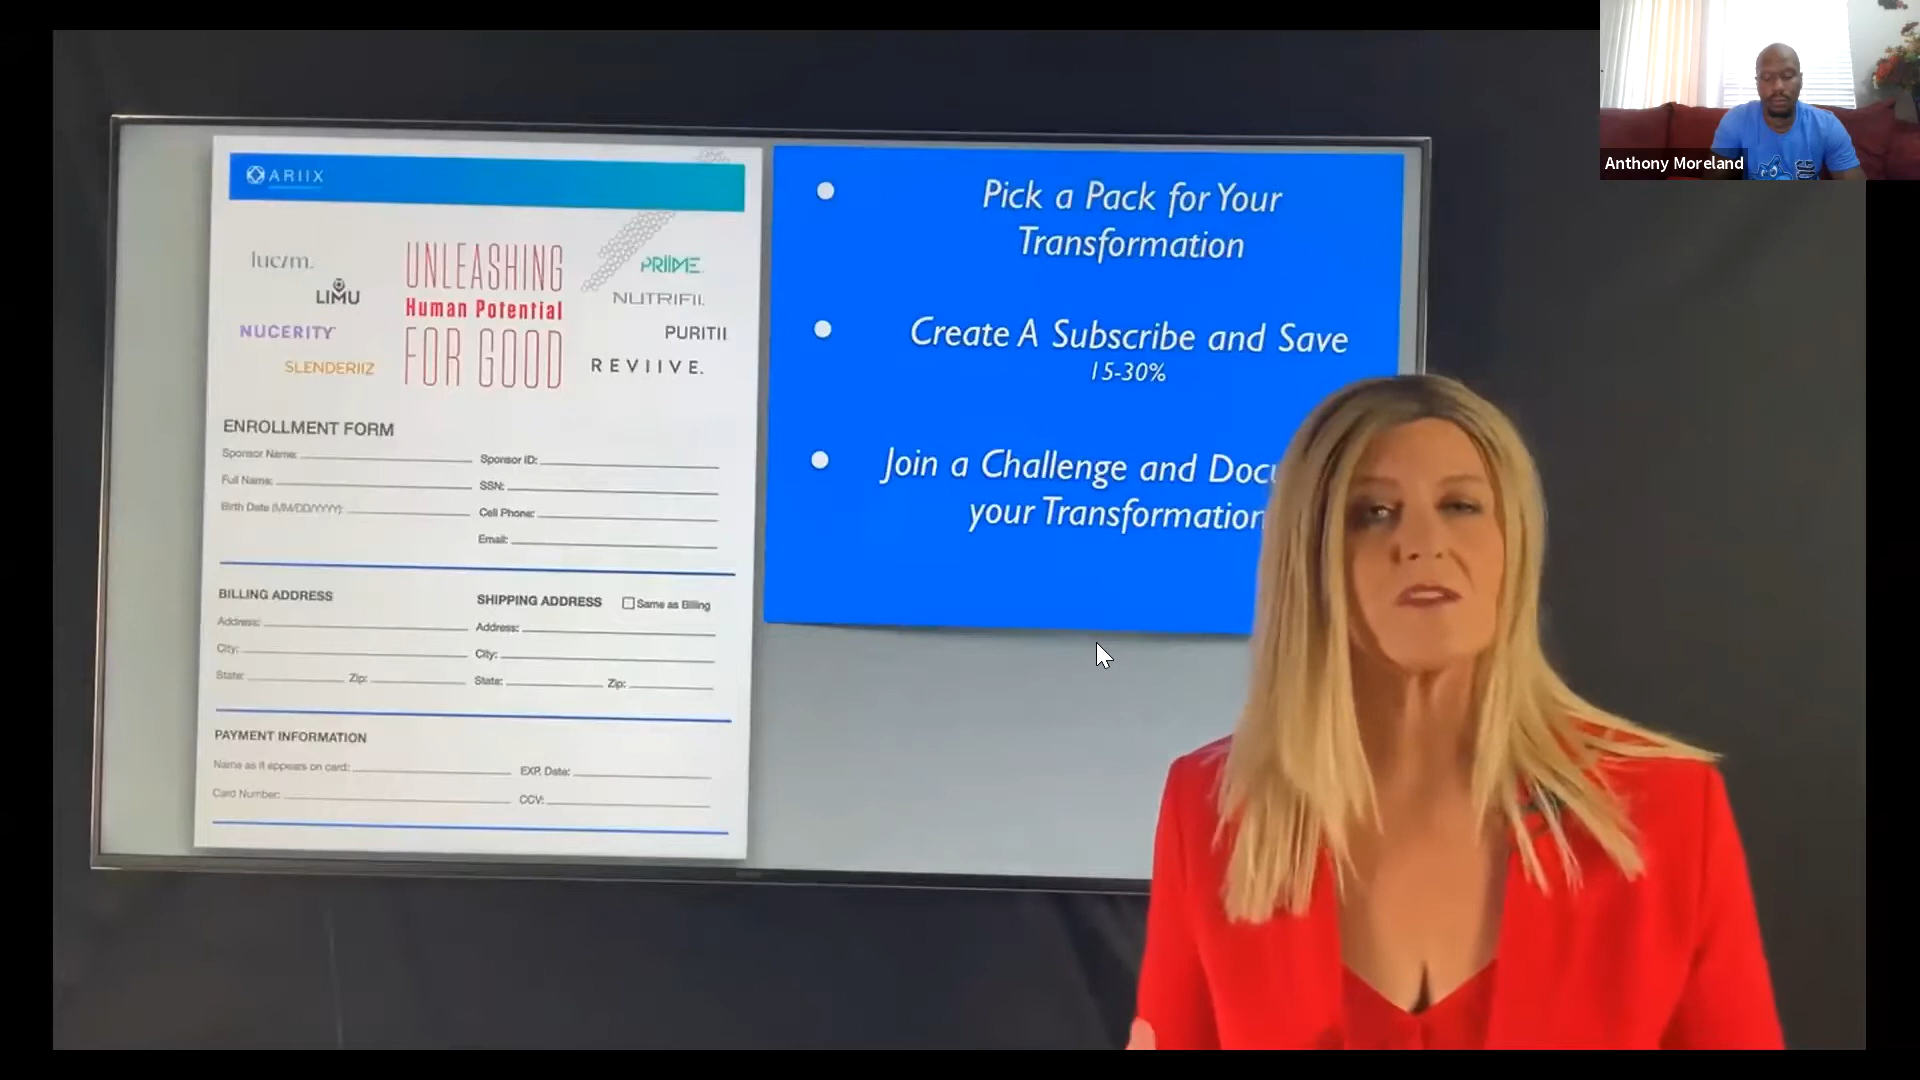 ARIIX
luc/m.
LIMU
NUCERITY
SLENDERIIZ
UNLEASHING
Human Potential
FOR GOOD
PRIIME
NUTRIFII.
PURITII
REVIIVE.
ENROLLMENT FORM
Sponsor Name:
Sponsor ID:
Full Name:
SSN:
Birth Date (MM/DD/YYYY):
Cell Phone:
Email:
BILLING ADDRESS
Address:
City:
State: Zip:
SHIPPING ADDRESS Same as Billing
Address:
City:
State: Zip:
PAYMENT INFORMATION
Name as it appears on card: EXP. Date:
Card Number: CCV:
Pick a Pack for Your
Transformation
Create A Subscribe and Save
15-30%
Join a Challenge and Docu
your Transformation
Anthony Moreland